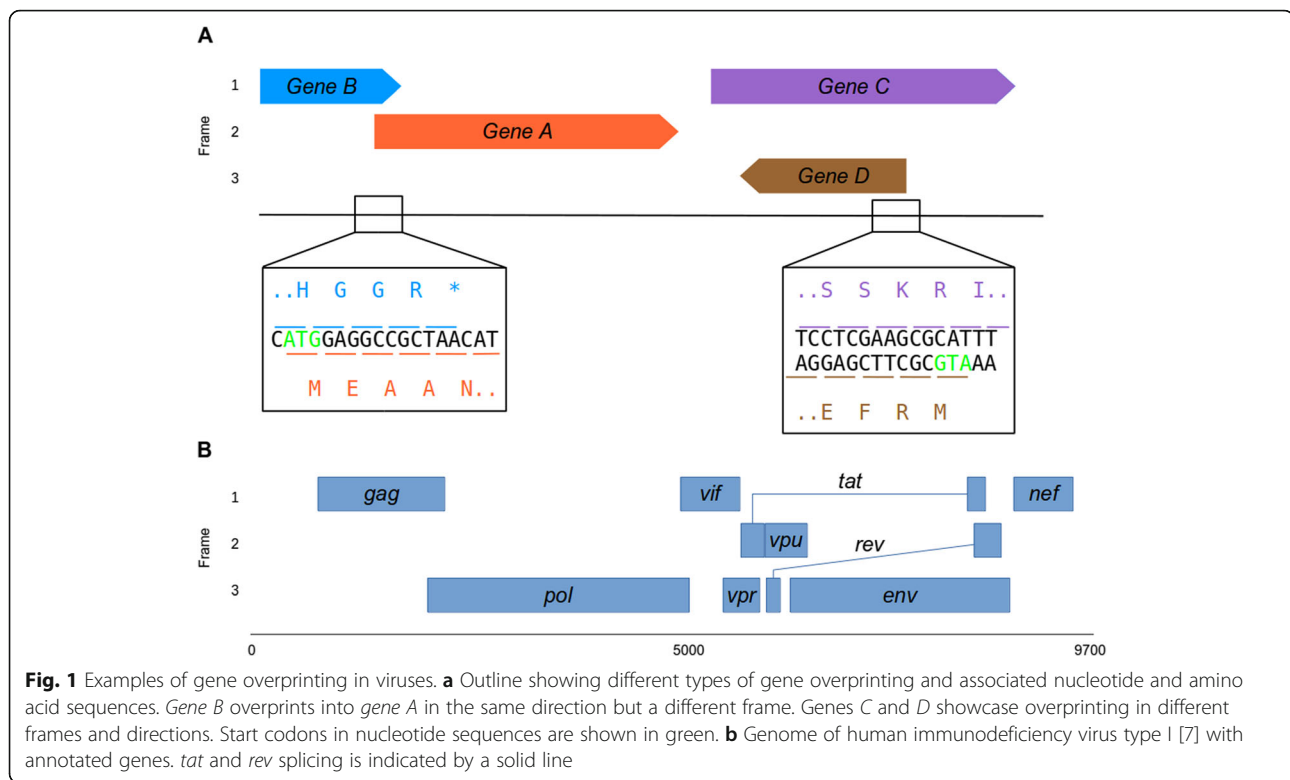 A
1
Gene B
Gene C
Frame
2
Gene A
3
Gene D
..H G G R *
CATGGAGGCCGCTAACAT
M E A A N..
..S S K R I..
TCCTCGAAGCGCATTT
AGGAGCTTCGCGTAAA
..E F R M
B
1
gag
vif
tat
nef
Frame
2
vpu
rev
3
pol
vpr
env
0
5000
9700
Fig. 1 Examples of gene overprinting in viruses. a Outline showing different types of gene overprinting and associated nucleotide and amino
acid sequences. Gene B overprints into gene A in the same direction but a different frame. Genes C and D showcase overprinting in different
frames and directions. Start codons in nucleotide sequences are shown in green. b Genome of human immunodeficiency virus type I [7] with
annotated genes. tat and rev splicing is indicated by a solid line